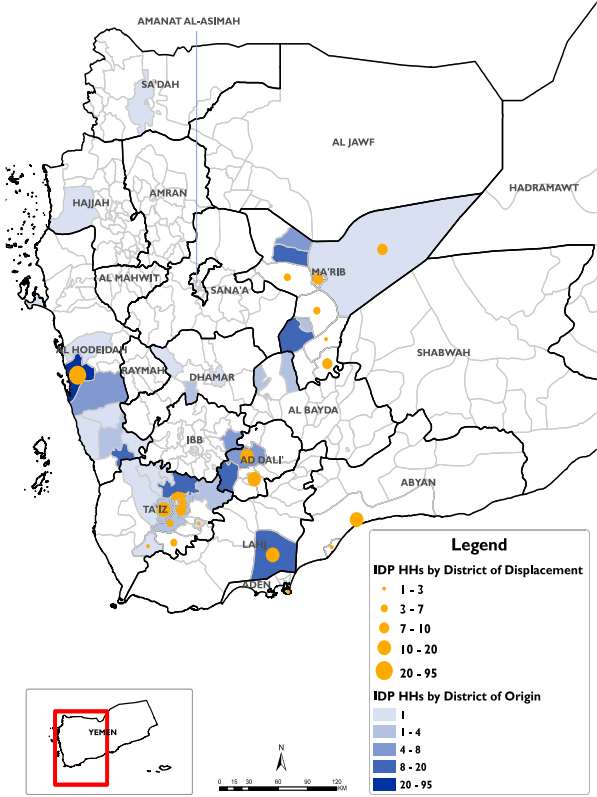 AMANAT AL-ASIMAH
SA'DAH
AL JAWF
HADRAMAWT
AMRAN
HAJJAH
MA'RIB
AL MAHWIT
SANA'A
AL HODEIDAH
RAYMAH
DHAMAR
SHABWAH
AL BAYDA
IBB
AD DALI'
ABYAN
TA'IZ
LAHJ
ADEN
Legend
IDP HHs by District of Displacement
1 - 3
3 - 7
7 - 10
10 - 20
20 - 95
IDP HHs by District of Origin
1
1 - 4
4 - 8
8 - 20
20 - 95
YEMEN
N
0 15 30 60 90 120
KM